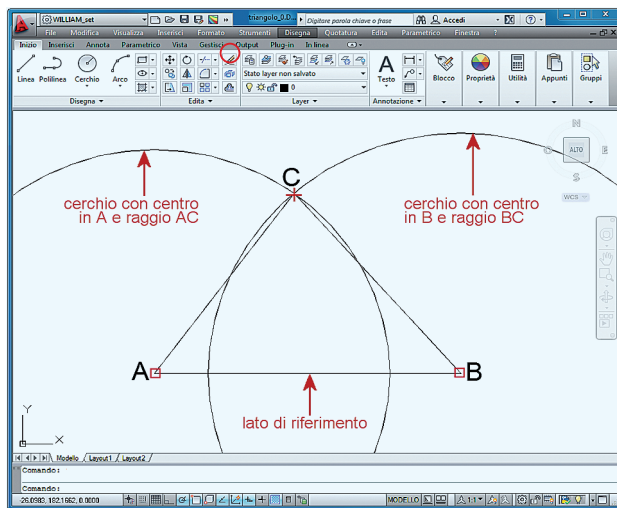 WILLIAM_set
triangolo_0.D...
Digitare parola chiave o frase
Accedi
File Modifica Visualizza Inserisci Formato Strumenti Disegna Quotatura Edita Parametrico Finestra ?
Inizio Inserisci Annota Parametrico Vista Gestisci Output Plug-in In linea
Linea Polilinea Cerchio Arco
Stato layer non salvato
0
Testo
Blocco Proprietà Utilità Appunti Gruppi
Disegna Edita Layer Annotazione
N
ALTO
E
S
WCS
C
cerchio con centro
in A e raggio AC
cerchio con centro
in B e raggio BC
A
B
lato di riferimento
Y
X
Modello Layout1 Layout2
Comando:
Comando:
-26.0983, 182.1662, 0.0000
MODELLO
1:1